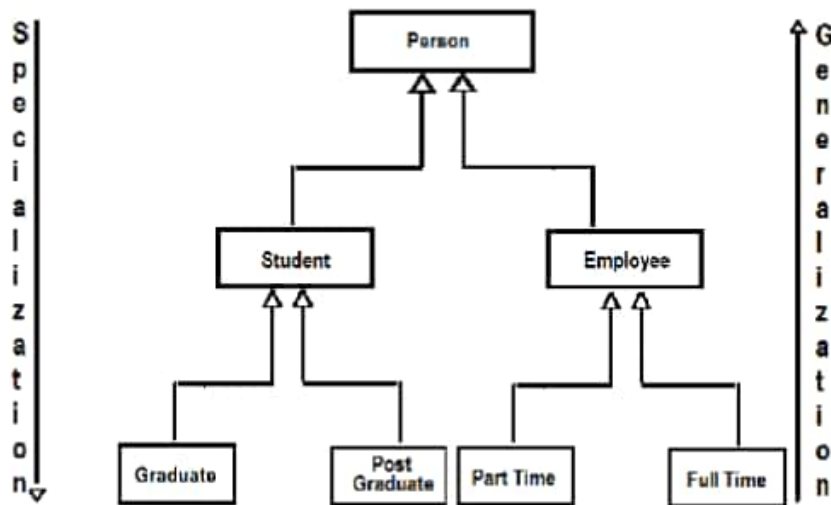 Specialization
Person
Generalization
Student
Employee
Graduate
Post
Graduate
Part Time
Full Time